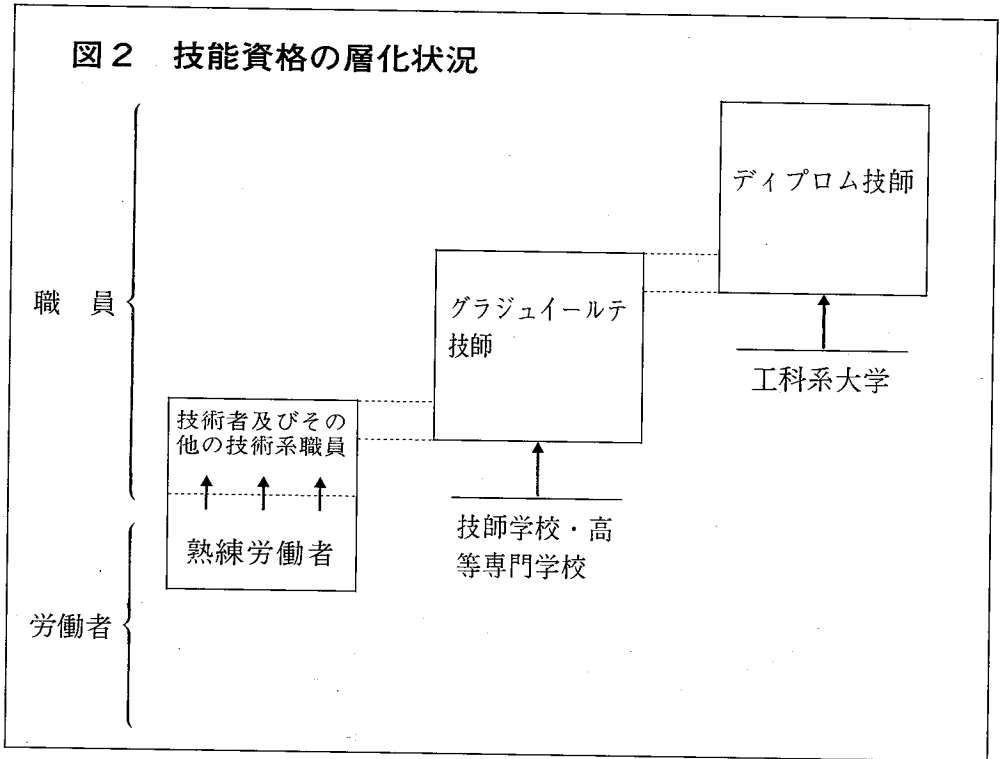 図2 技能資格の層化状況
ディプロム技師
職 員
グラジュイールテ
技師
工科系大学
技術者及びその
他の技術系職員
技師学校・高
等専門学校
熟練労働者
労働者